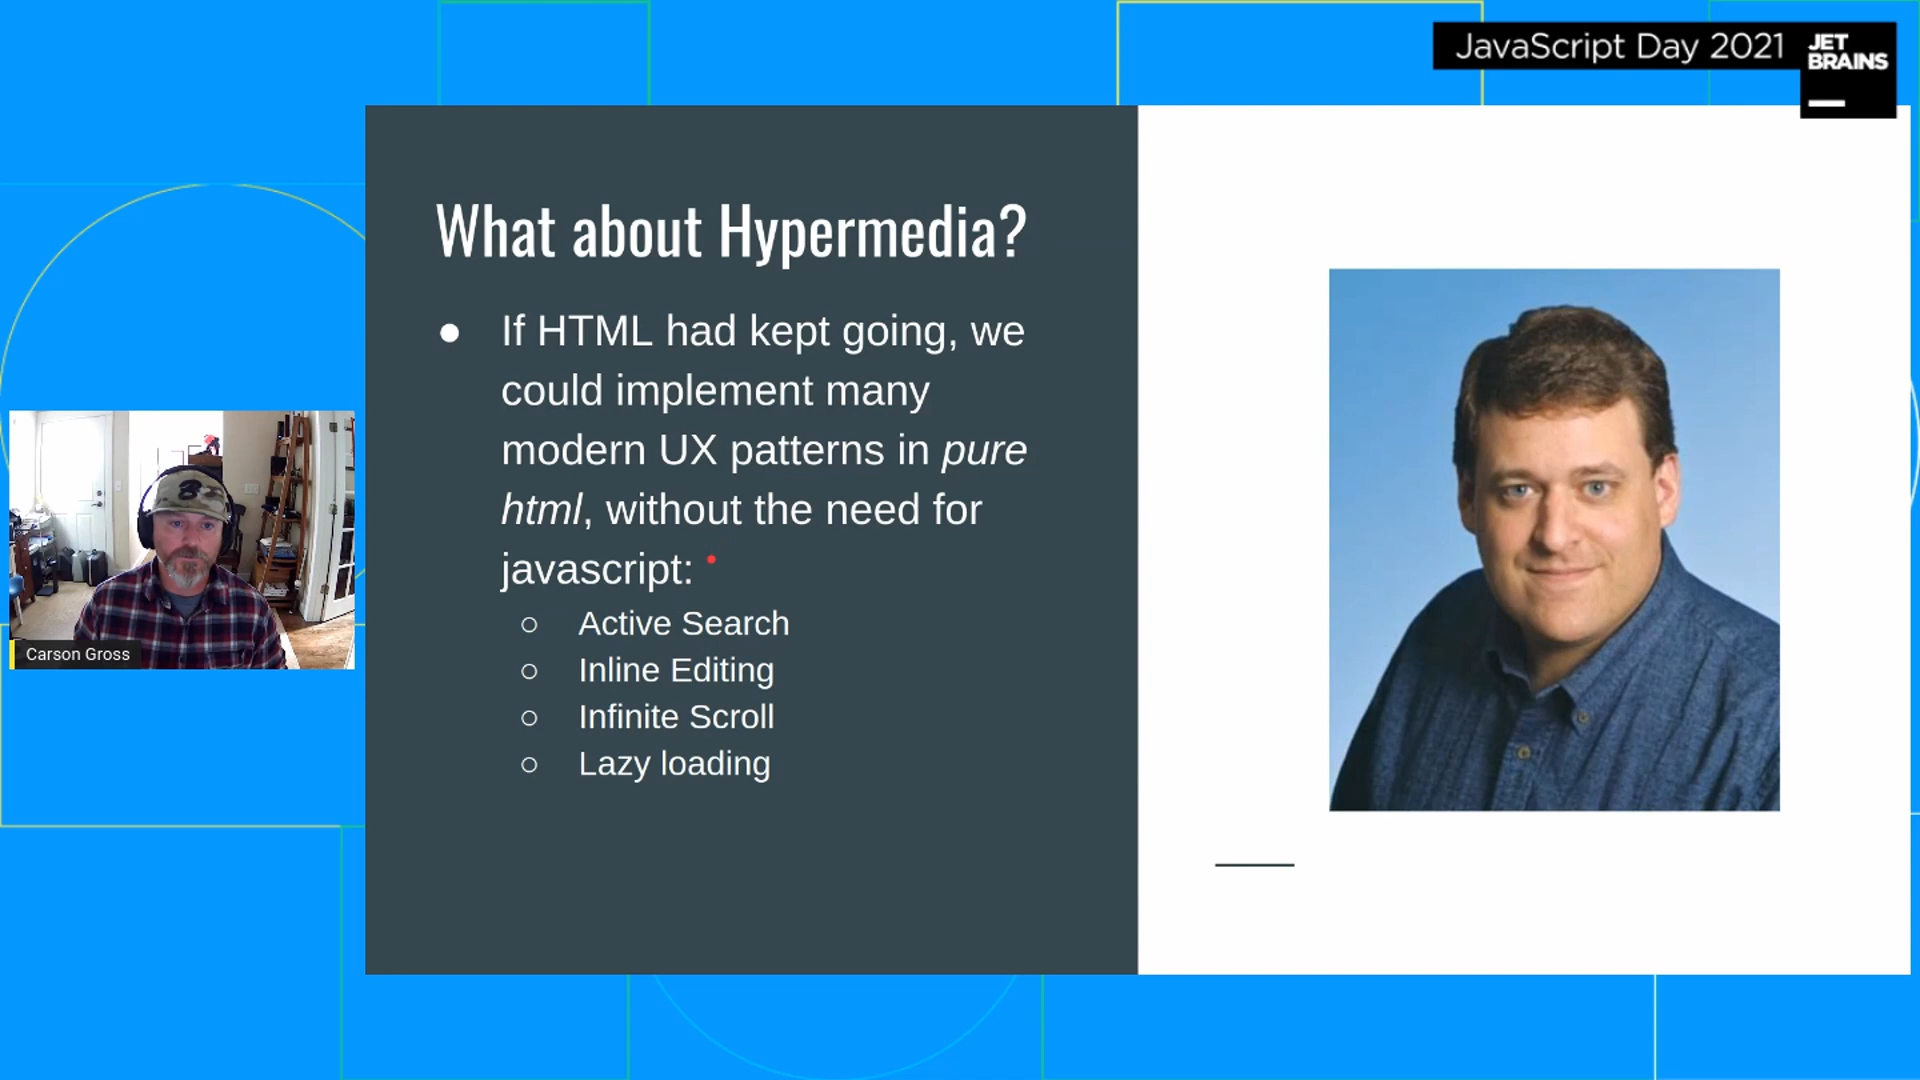 JavaScript Day 2021
JET
BRAINS
What about Hypermedia?
● If HTML had kept going, we
could implement many
modern UX patterns in pure
html, without the need for
javascript:
○ Active Search
○ Inline Editing
○ Infinite Scroll
○ Lazy loading
Carson Gross